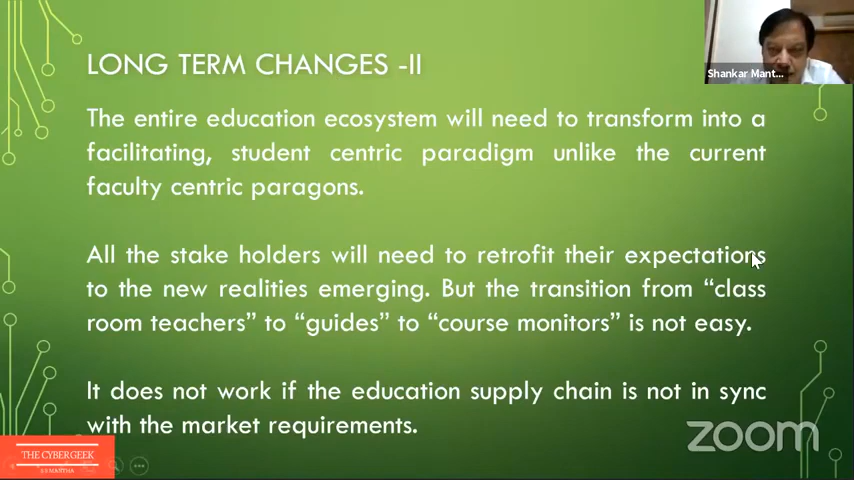 LONG TERM CHANGES -II
Shankar Mant...
The entire education ecosystem will need to transform into a
facilitating, student centric paradigm unlike the current
faculty centric paragons.
All the stake holders will need to retrofit their expectations
to the new realities emerging. But the transition from “class
room teachers” to “guides” to “course monitors” is not easy.
It does not work if the education supply chain is not in sync
with the market requirements.
zoom
THE CYBERGEEK
SS MANTHA